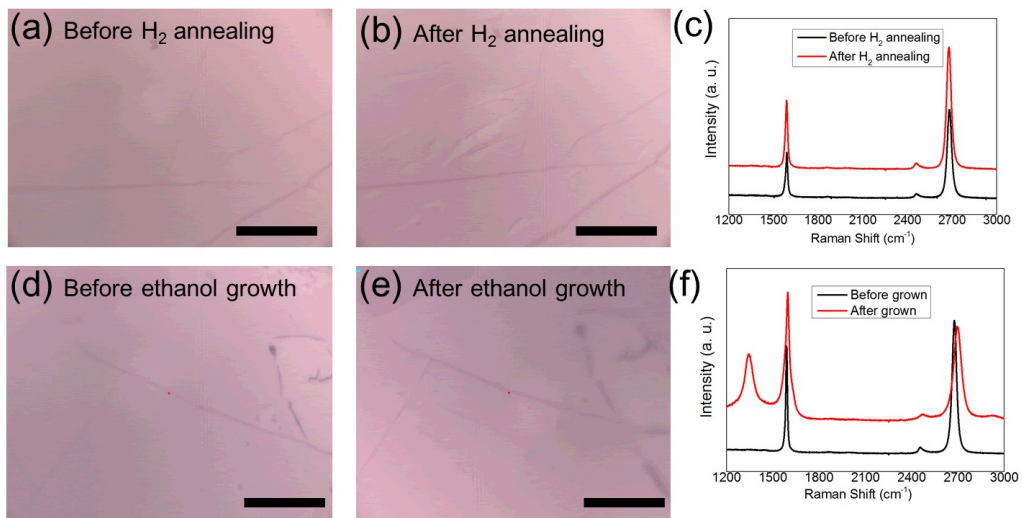 (a) Before H₂ annealing
(b) After H₂ annealing
(c)
Before H₂ annealing
After H₂ annealing
Intensity (a. u.)
1200 1500 1800 2100 2400 2700 3000
Raman Shift (cm⁻¹)
(d) Before ethanol growth
(e) After ethanol growth
(f)
Before grown
After grown
Intensity (a. u.)
1200 1500 1800 2100 2400 2700 3000
Raman Shift (cm⁻¹)